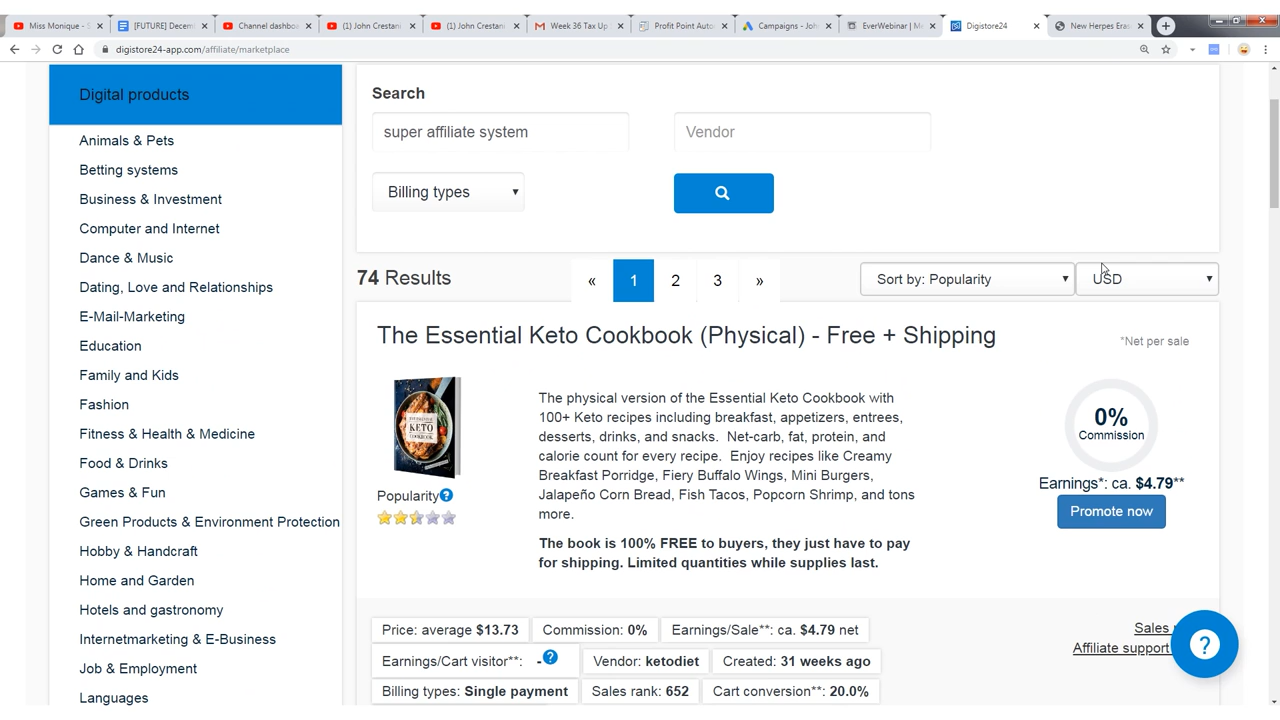 Miss Monique - S
[FUTURE] Decem
Channel dashbo
(1) John Crestan
(1) John Crestan
Week 36 Tax Up
Profit Point Auto
Campaigns - Joh
EverWebinar | M
Digistore24
New Herpes Eras
digistore24-app.com/affiliate/marketplace
Digital products
Animals & Pets
Betting systems
Business & Investment
Computer and Internet
Dance & Music
Dating, Love and Relationships
E-Mail-Marketing
Education
Family and Kids
Fashion
Fitness & Health & Medicine
Food & Drinks
Games & Fun
Green Products & Environment Protection
Hobby & Handcraft
Home and Garden
Hotels and gastronomy
Internetmarketing & E-Business
Job & Employment
Languages
Search
super affiliate system
Vendor
Billing types
74 Results
« 1 2 3 »
Sort by: Popularity
USD
The Essential Keto Cookbook (Physical) - Free + Shipping
*Net per sale
The physical version of the Essential Keto Cookbook with
100+ Keto recipes including breakfast, appetizers, entrees,
desserts, drinks, and snacks. Net-carb, fat, protein, and
calorie count for every recipe. Enjoy recipes like Creamy
Breakfast Porridge, Fiery Buffalo Wings, Mini Burgers,
Jalapeño Corn Bread, Fish Tacos, Popcorn Shrimp, and tons
more.
The book is 100% FREE to buyers, they just have to pay
for shipping. Limited quantities while supplies last.
KETO
Popularity ?
0%
Commission
Earnings*: ca. $4.79**
Promote now
Price: average $13.73
Commission: 0%
Earnings/Sale**: ca. $4.79 net
Earnings/Cart visitor**: - ?
Vendor: ketodiet
Created: 31 weeks ago
Billing types: Single payment
Sales rank: 652
Cart conversion**: 20.0%
Sales
Affiliate support
?